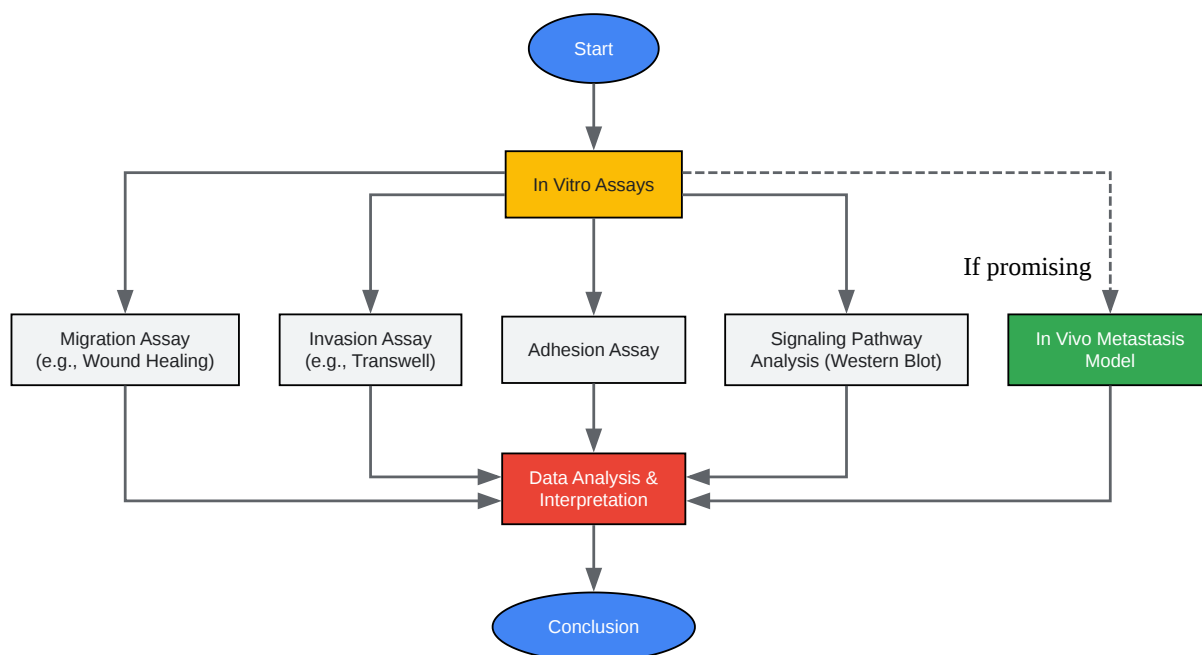 Start
In Vitro Assays
If promising
Migration Assay
(e.g., Wound Healing)
Invasion Assay
(e.g., Transwell)
Adhesion Assay
Signaling Pathway
Analysis (Western Blot)
In Vivo Metastasis
Model
Data Analysis &
Interpretation
Conclusion